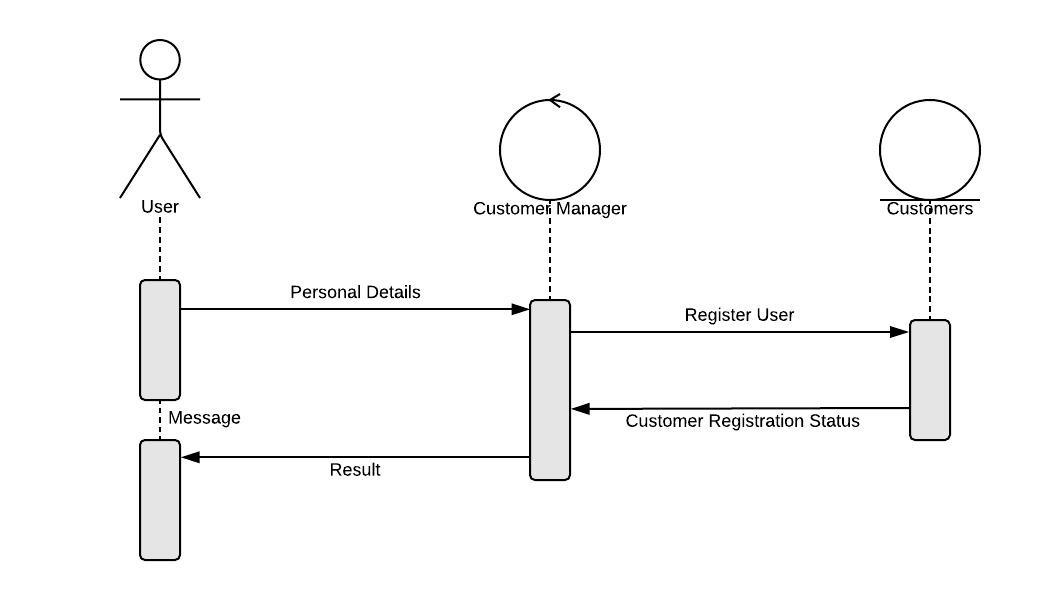 User
Customer Manager
Customers
Personal Details
Register User
Message
Customer Registration Status
Result